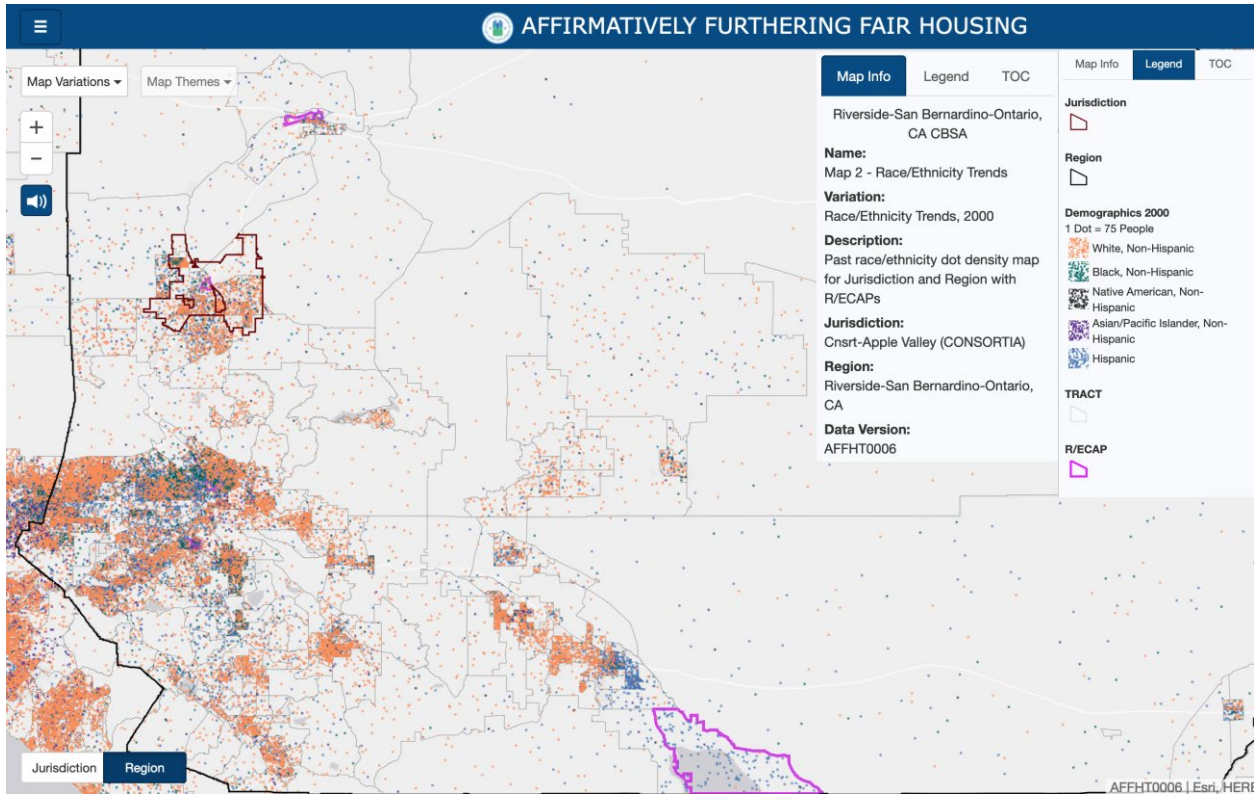 AFFIRMATIVELY FURTHERING FAIR HOUSING
Map Variations
Map Themes
+
−
Map Info
Legend
TOC
Riverside-San Bernardino-Ontario,
CA CBSA
Name:
Map 2 - Race/Ethnicity Trends
Variation:
Race/Ethnicity Trends, 2000
Description:
Past race/ethnicity dot density map
for Jurisdiction and Region with
R/ECAPs
Jurisdiction:
Cnsrt-Apple Valley (CONSORTIA)
Region:
Riverside-San Bernardino-Ontario,
CA
Data Version:
AFFHT0006
Map Info
Legend
TOC
Jurisdiction
Region
Demographics 2000
1 Dot = 75 People
White, Non-Hispanic
Black, Non-Hispanic
Native American, Non-
Hispanic
Asian/Pacific Islander, Non-
Hispanic
Hispanic
TRACT
R/ECAP
Jurisdiction
Region
AFFHT0006 | Esri, HERE